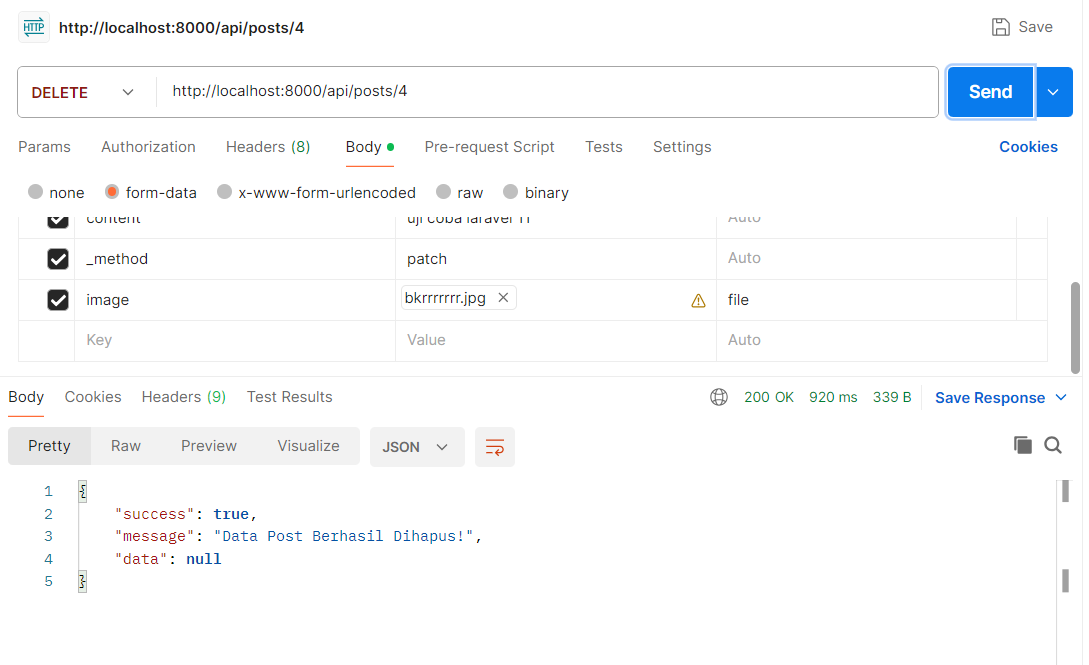 HTTP http://localhost:8000/api/posts/4 Save
DELETE http://localhost:8000/api/posts/4 Send
Params Authorization Headers (8) Body Pre-request Script Tests Settings Cookies
none form-data x-www-form-urlencoded raw binary
content uji coba laravel 11 Auto
_method patch Auto
image bkrrrrrrr.jpg file
Key Value Auto
Body Cookies Headers (9) Test Results 200 OK 920 ms 339 B Save Response
Pretty Raw Preview Visualize JSON
1 {
2 "success": true,
3 "message": "Data Post Berhasil Dihapus!",
4 "data": null
5 }